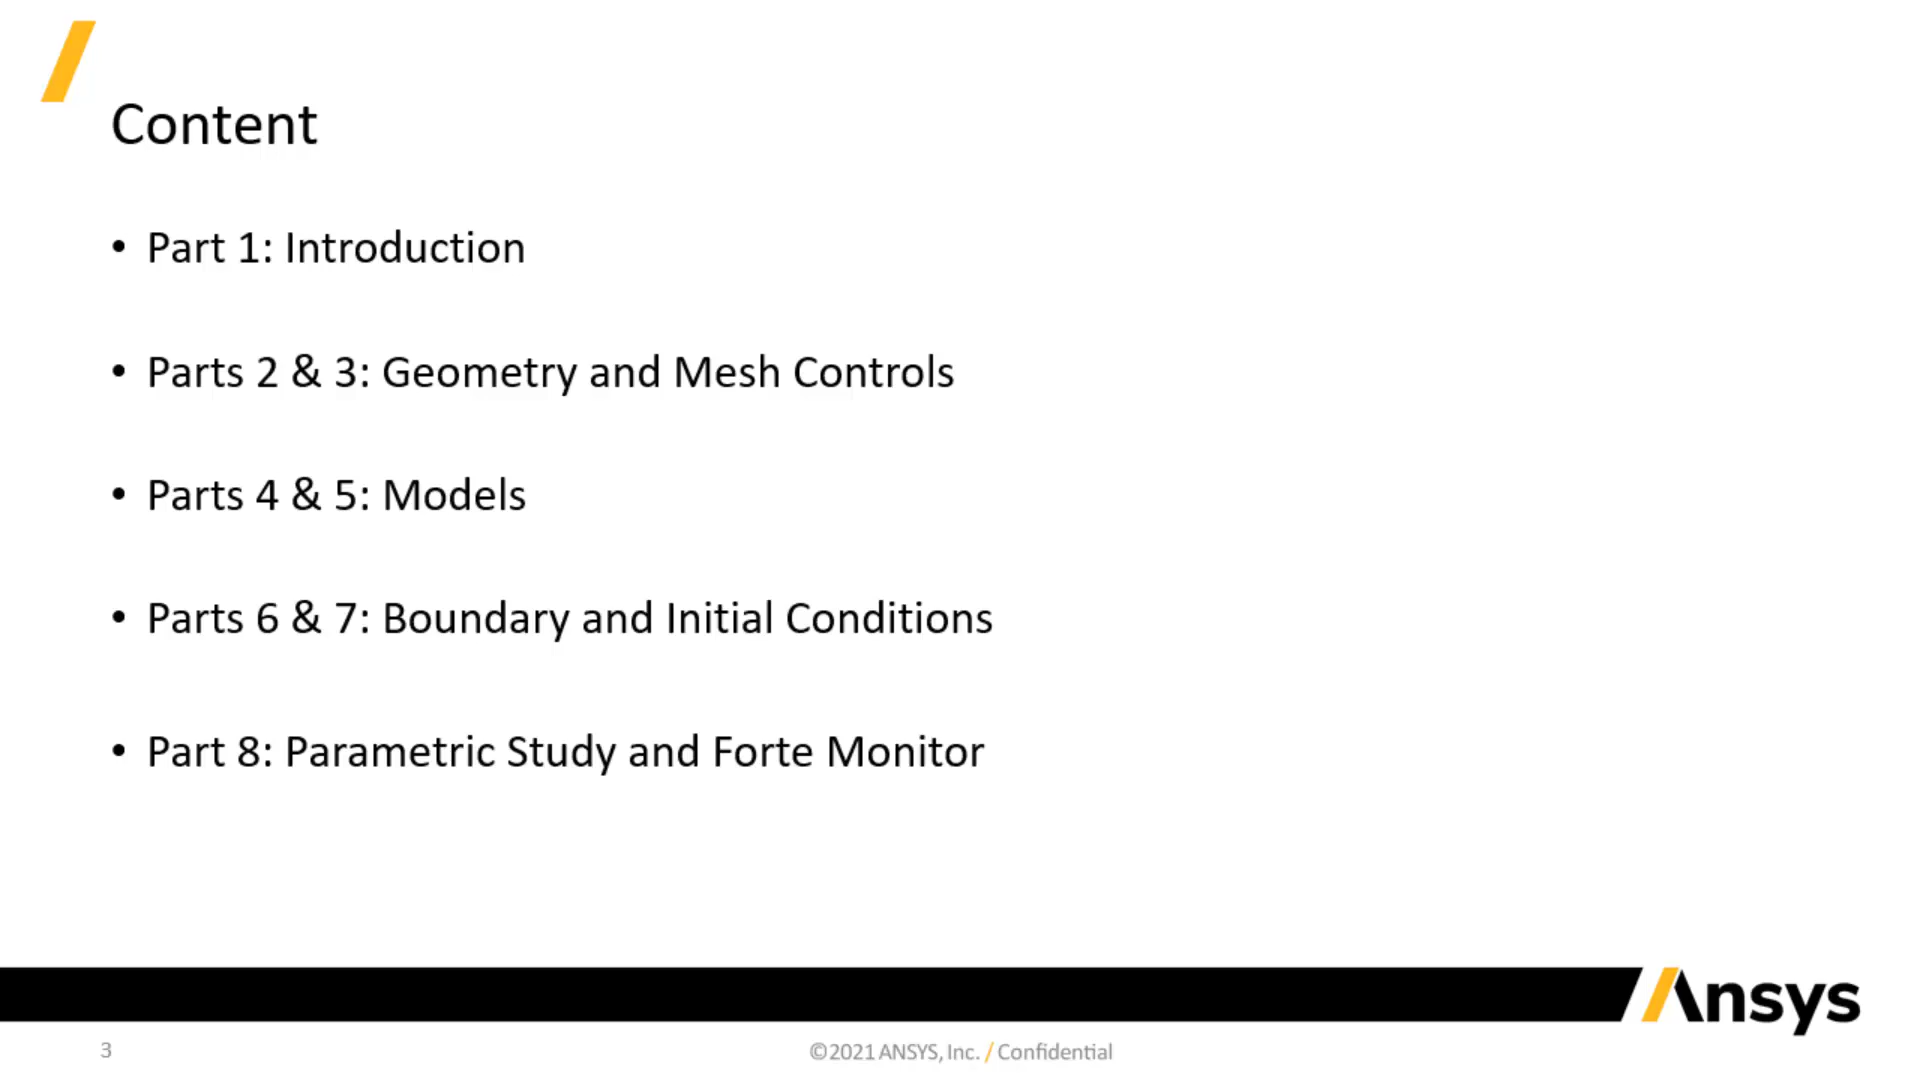 Content
• Part 1: Introduction
• Parts 2 & 3: Geometry and Mesh Controls
• Parts 4 & 5: Models
• Parts 6 & 7: Boundary and Initial Conditions
• Part 8: Parametric Study and Forte Monitor
Ansys
3
©2021 ANSYS, Inc. / Confidential